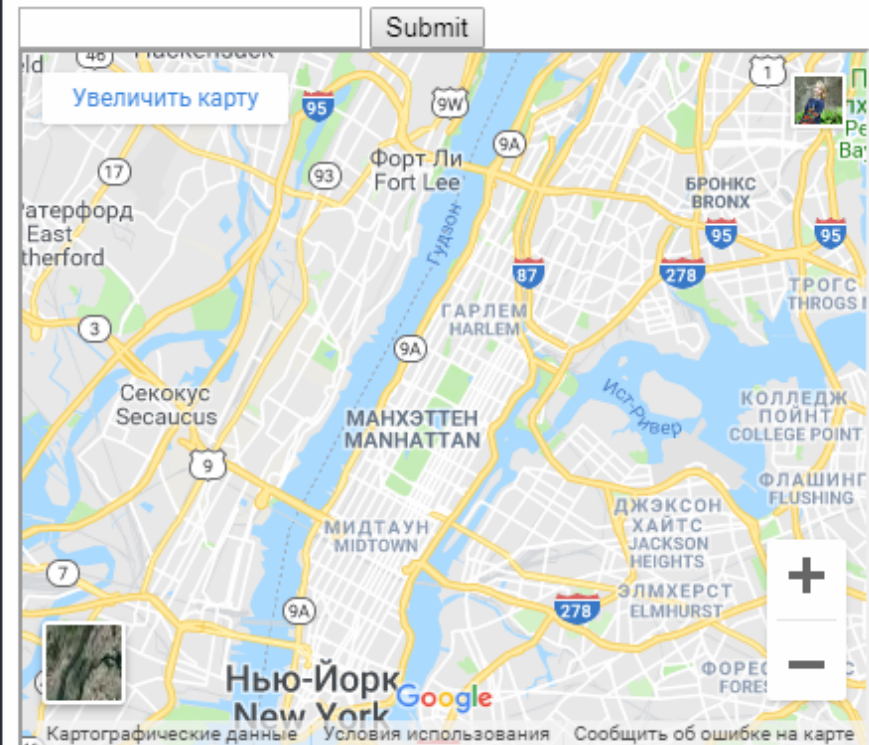 Submit
46
Hackensack
1
Увеличить карту
95
9W
9A
17
93
Форт Ли
Fort Lee
БРОНКС
BRONX
95
95
East
Гудзон
87
278
ТРОГС
THROGS
ГАРЛЕМ
HARLEM
3
9A
Секокус
Secaucus
Ист-Ривер
КОЛЛЕДЖ
ПОЙНТ
COLLEGE POINT
МАНХЭТТЕН
MANHATTAN
9
ФЛАШИНГ
FLUSHING
ДЖЭКСОН
ХАЙТС
JACKSON
HEIGHTS
МИДТАУН
MIDTOWN
7
+
ЭЛМХЕРСТ
ELMHURST
9A
278
−
Нью-Йорк
New York
Google
Картографические данные
Условия использования
Сообщить об ошибке на карте